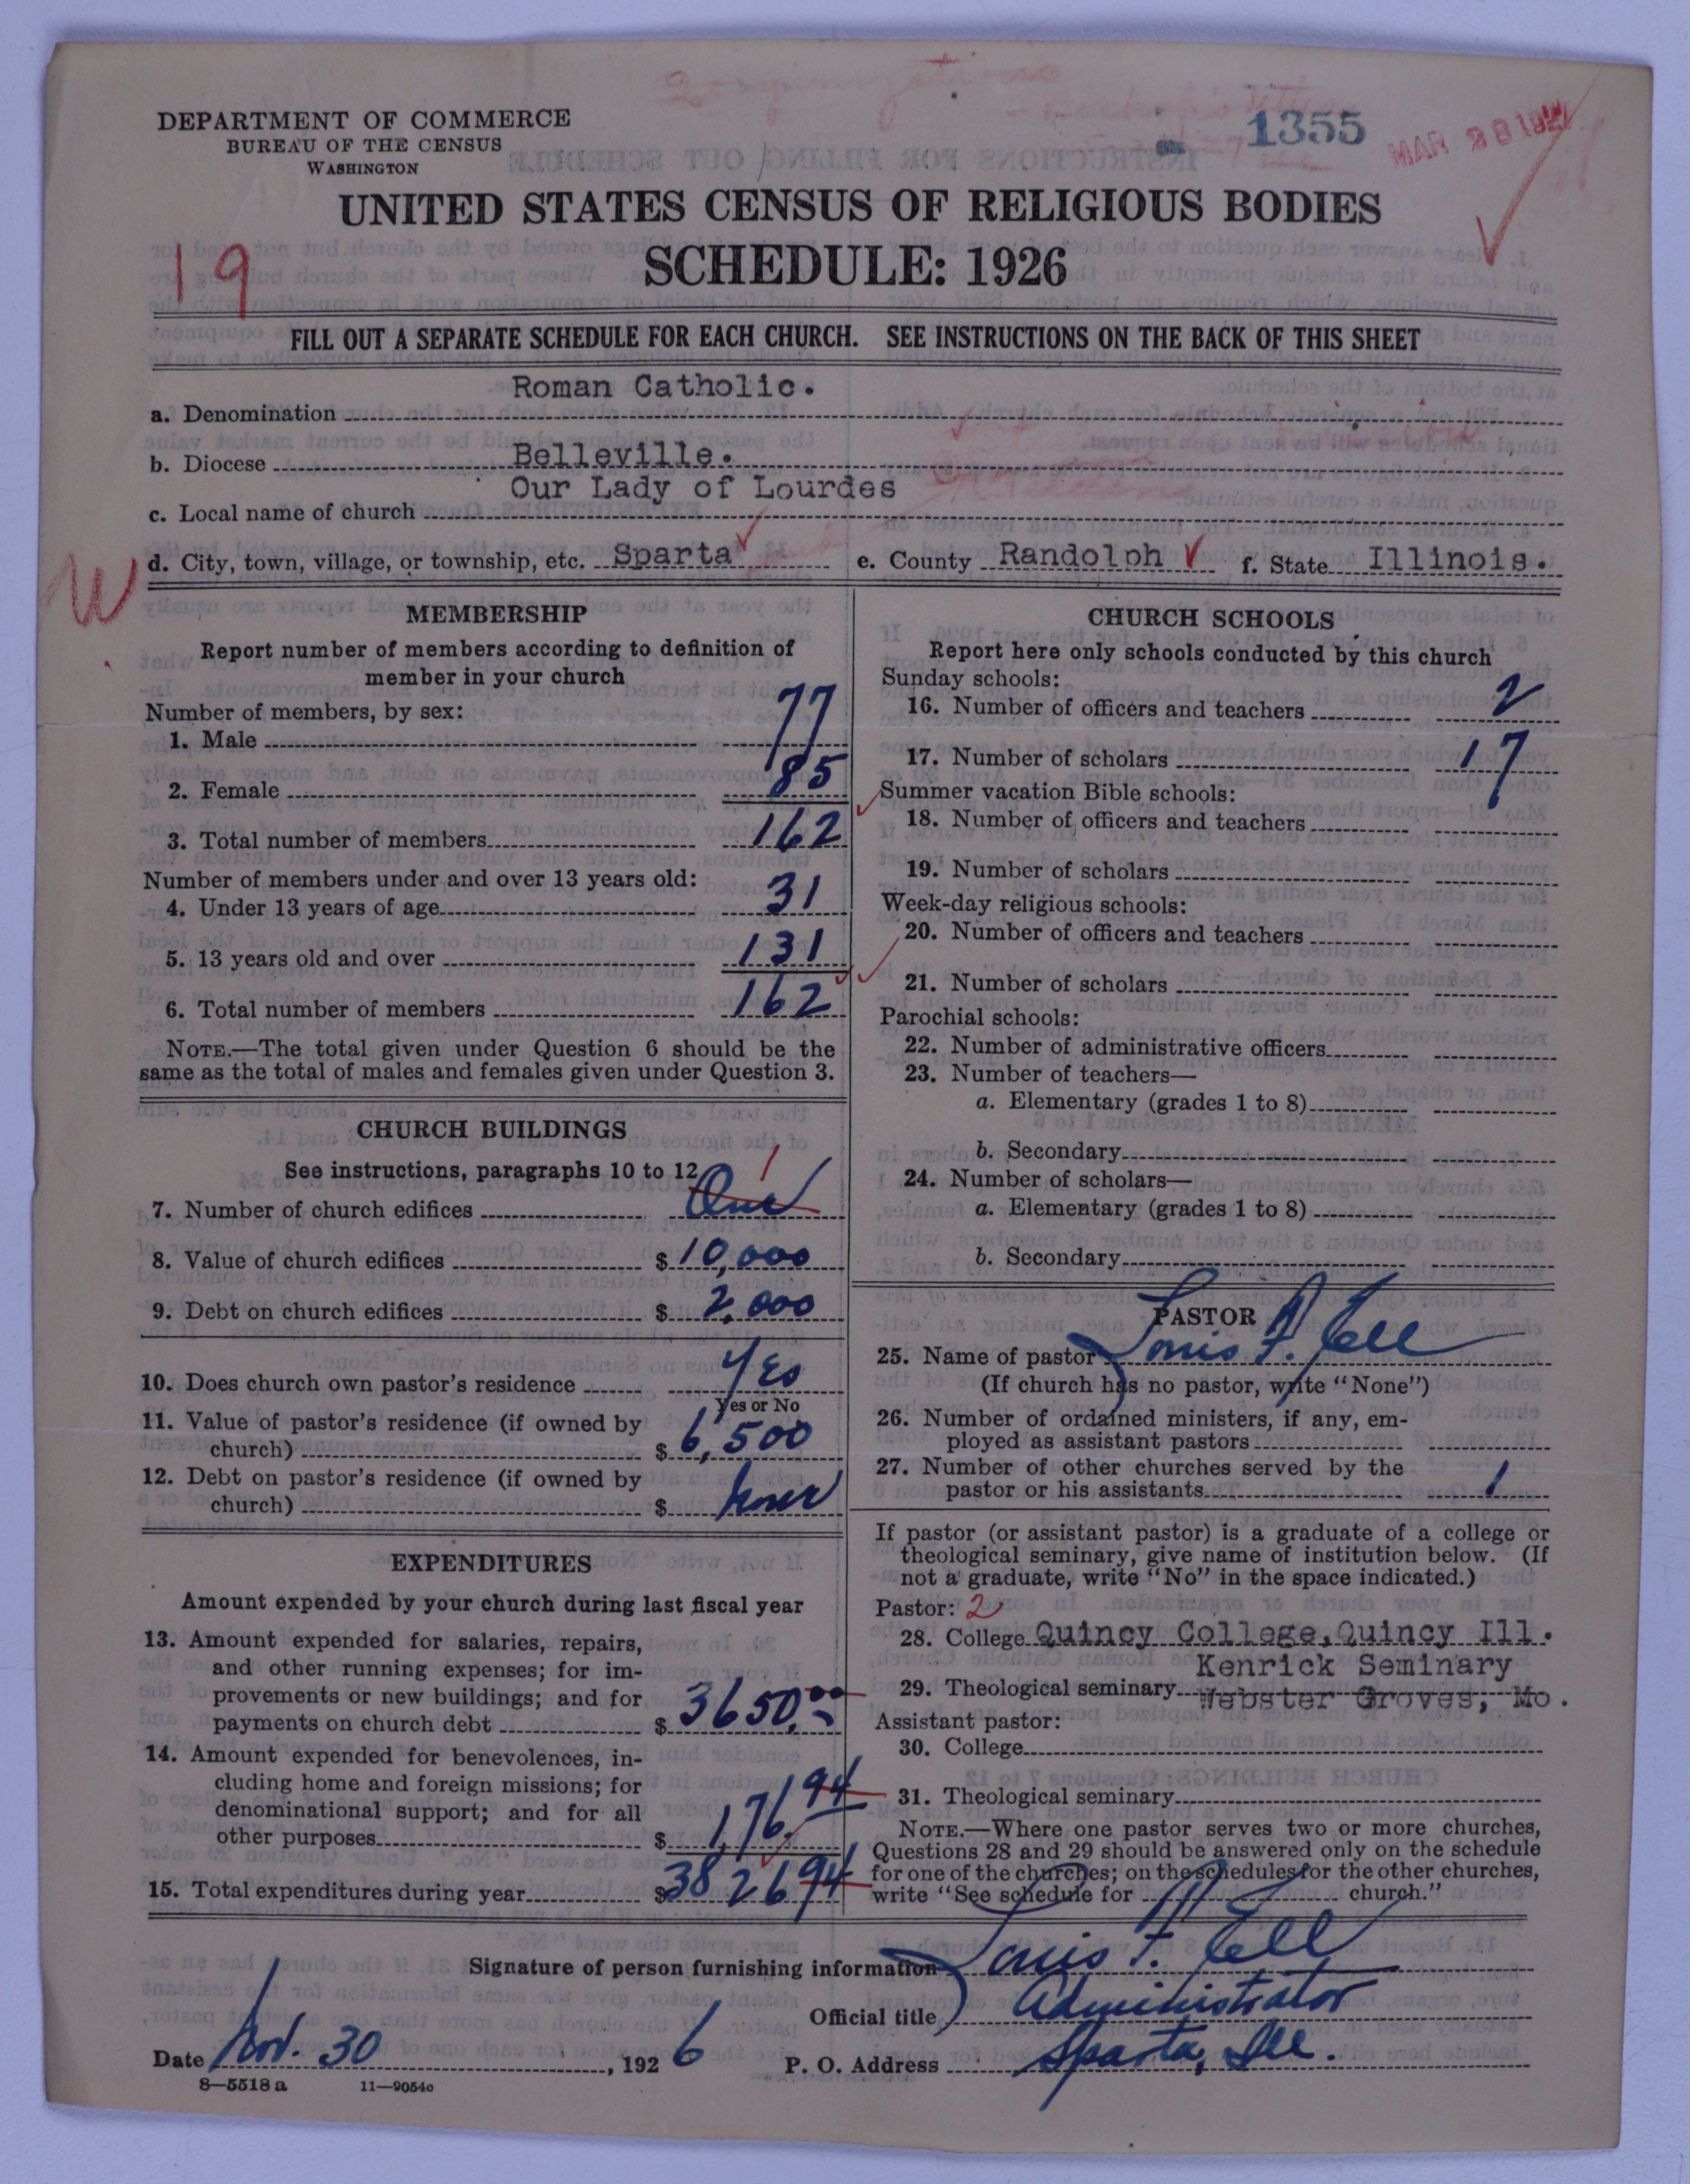 DEPARTMENT OF COMMERCE
BUREAU OF THE CENSUS
WASHINGTON
1355
MAR 28 1927
UNITED STATES CENSUS OF RELIGIOUS BODIES
SCHEDULE: 1926
19
FILL OUT A SEPARATE SCHEDULE FOR EACH CHURCH. SEE INSTRUCTIONS ON THE BACK OF THIS SHEET
a. Denomination Roman Catholic.
b. Diocese Belleville.
c. Local name of church Our Lady of Lourdes
W d. City, town, village, or township, etc. Sparta e. County Randolph f. State Illinois.
MEMBERSHIP
Report number of members according to definition of
member in your church
Number of members, by sex:
1. Male 77
2. Female 85
3. Total number of members 162
Number of members under and over 13 years old:
4. Under 13 years of age 31
5. 13 years old and over 131
6. Total number of members 162
NOTE.—The total given under Question 6 should be the
same as the total of males and females given under Question 3.
CHURCH BUILDINGS
See instructions, paragraphs 10 to 12
7. Number of church edifices One 1
8. Value of church edifices $ 10,000
9. Debt on church edifices $ 2,000
10. Does church own pastor's residence Yes
Yes or No
11. Value of pastor's residence (if owned by
church) $ 6,500
12. Debt on pastor's residence (if owned by
church) $ none
EXPENDITURES
Amount expended by your church during last fiscal year
13. Amount expended for salaries, repairs,
and other running expenses; for im-
provements or new buildings; and for
payments on church debt $ 3650.00
14. Amount expended for benevolences, in-
cluding home and foreign missions; for
denominational support; and for all
other purposes $ 176.94
15. Total expenditures during year $ 3826 94
CHURCH SCHOOLS
Report here only schools conducted by this church
Sunday schools:
16. Number of officers and teachers 2
17. Number of scholars 17
Summer vacation Bible schools:
18. Number of officers and teachers
19. Number of scholars
Week-day religious schools:
20. Number of officers and teachers
21. Number of scholars
Parochial schools:
22. Number of administrative officers
23. Number of teachers—
a. Elementary (grades 1 to 8)
b. Secondary
24. Number of scholars—
a. Elementary (grades 1 to 8)
b. Secondary
PASTOR
25. Name of pastor Louis F. Ell
(If church has no pastor, write "None")
26. Number of ordained ministers, if any, em-
ployed as assistant pastors
27. Number of other churches served by the
pastor or his assistants 1
If pastor (or assistant pastor) is a graduate of a college or
theological seminary, give name of institution below. (If
not a graduate, write "No" in the space indicated.)
Pastor: 2
28. College Quincy College, Quincy Ill.
Kenrick Seminary
29. Theological seminary Webster Groves, Mo.
Assistant pastor:
30. College
31. Theological seminary
NOTE.—Where one pastor serves two or more churches,
Questions 28 and 29 should be answered only on the schedule
for one of the churches; on the schedules for the other churches,
write "See schedule for church."
Signature of person furnishing information Louis F. Ell
Official title Administrator
Date Nov. 30, 1926 P. O. Address Sparta, Ill.
8—5518 a 11—9054c